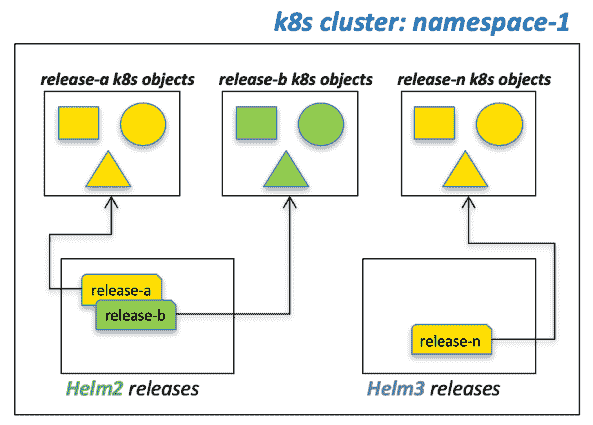 k8s cluster: namespace-1
release-a k8s objects
release-b k8s objects
release-n k8s objects
release-a
release-b
release-n
Helm2 releases
Helm3 releases